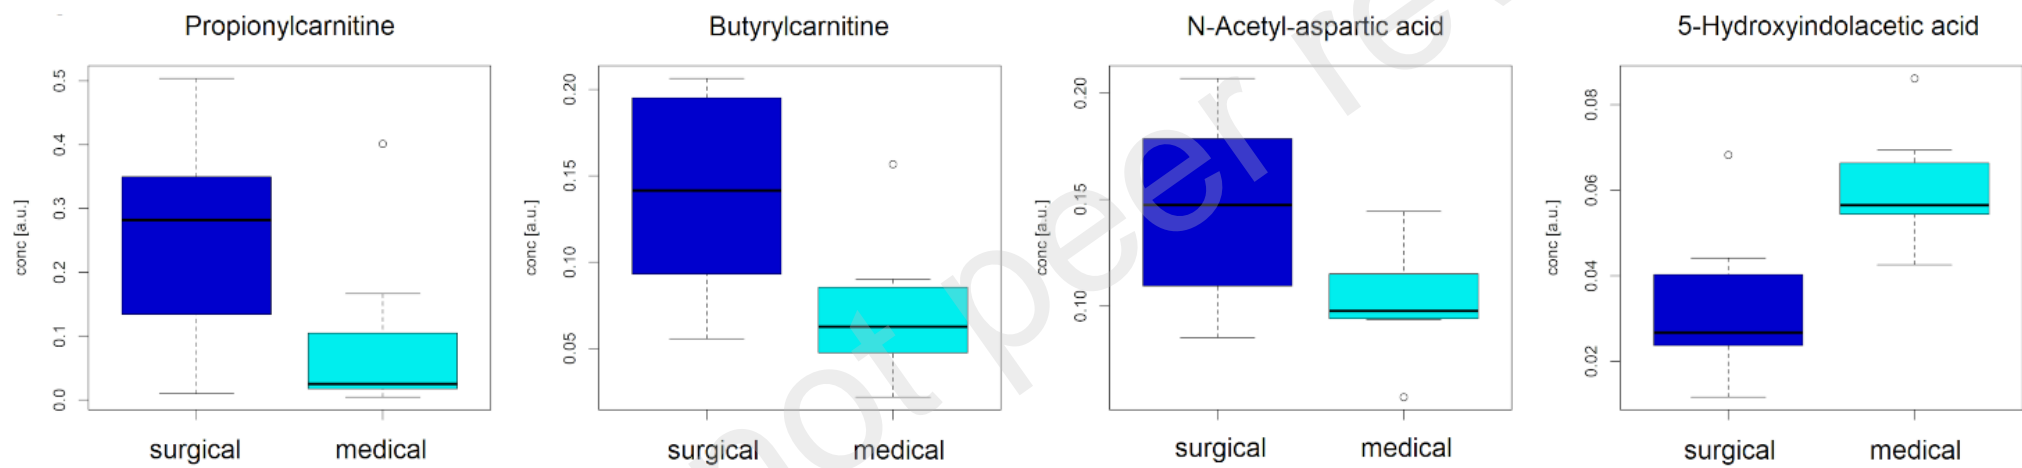 Propionylcarnitine
conc [a.u.]
0.5
0.4
0.3
0.2
0.1
0.0
surgical
medical
Butyrylcarnitine
conc [a.u.]
0.20
0.15
0.10
0.05
surgical
medical
N-Acetyl-aspartic acid
conc [a.u.]
0.20
0.15
0.10
surgical
medical
5-Hydroxyindolacetic acid
conc [a.u.]
0.08
0.06
0.04
0.02
surgical
medical
not peer re